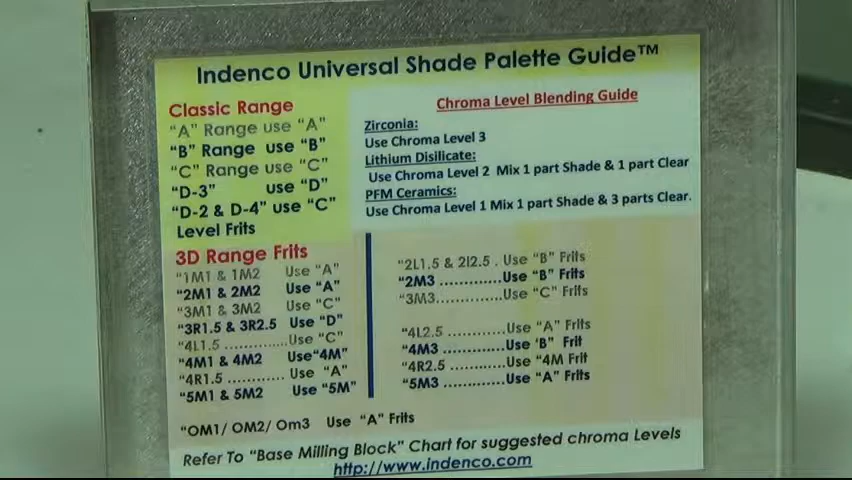 Indenco Universal Shade Palette Guide™
Classic Range
"A" Range use "A"
"B" Range use "B"
"C" Range use "C"
"D-3" use "D"
"D-2 & D-4" use "C"
Level Frits
Chroma Level Blending Guide
Zirconia:
Use Chroma Level 3
Lithium Disilicate:
Use Chroma Level 2 Mix 1 part Shade & 1 part Clear
PFM Ceramics:
Use Chroma Level 1 Mix 1 part Shade & 3 parts Clear.
3D Range Frits
"1M1 & 1M2 Use "A"
"2M1 & 2M2 Use "A"
"3M1 & 3M2 Use "C"
"3R1.5 & 3R2.5 Use "D"
"4L1.5 ...............Use "C"
"4M1 & 4M2 Use"4M"
"4R1.5 ............. Use "A"
"5M1 & 5M2 Use "5M"
"2L1.5 & 2l2.5 . Use "B" Frits
"2M3 .............Use "B" Frits
"3M3..............Use "C" Frits
"4L2.5 ............Use "A" Frits
"4M3 .............Use 'B" Frit
"4R2.5 ............Use "4M Frit
"5M3 .............Use "A" Frits
"OM1/ OM2/ Om3 Use "A" Frits
Refer To "Base Milling Block" Chart for suggested chroma Levels
http://www.indenco.com